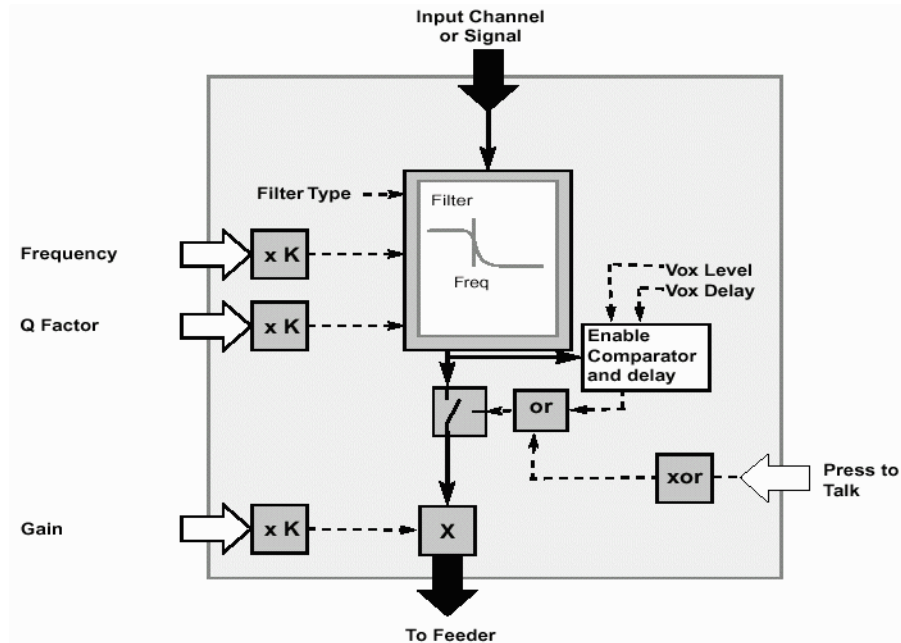 Input Channel
or Signal
Filter Type
Filter
Freq
Frequency
x K
Q Factor
x K
Vox Level
Vox Delay
Enable
Comparator
and delay
or
xor
Press to
Talk
Gain
x K
X
To Feeder